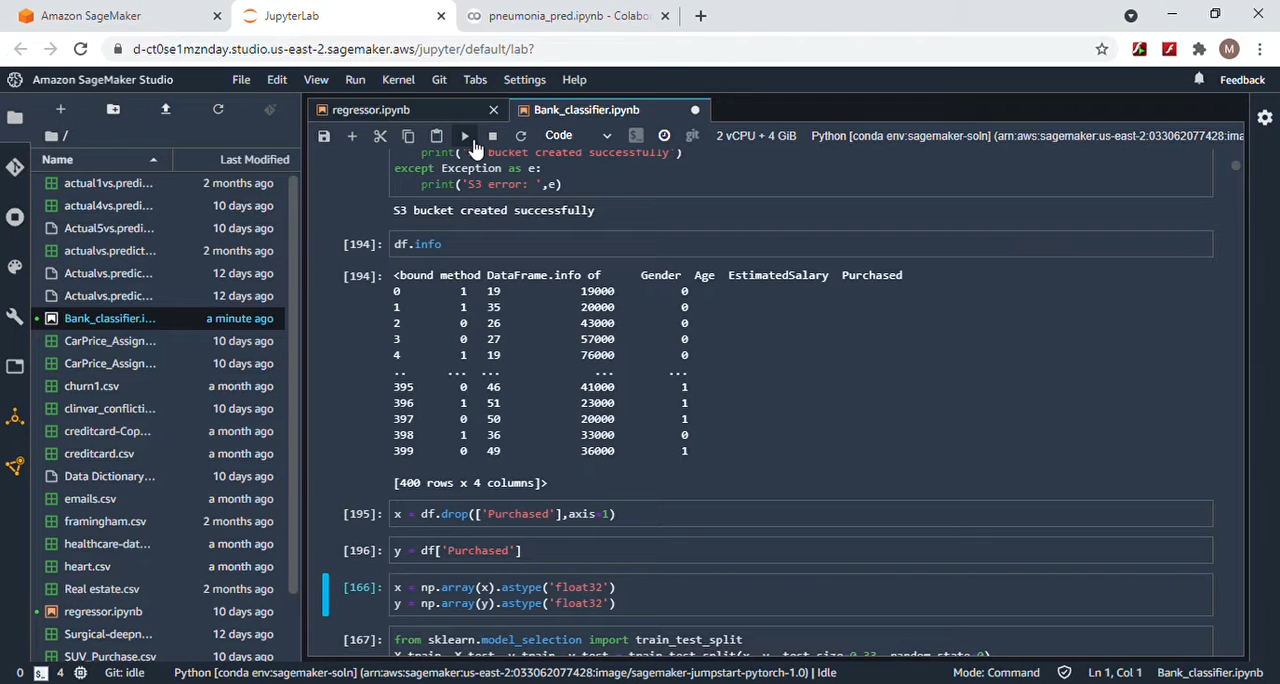 Amazon SageMaker
JupyterLab
pneumonia_pred.ipynb - Colabo
d-ct0se1mznday.studio.us-east-2.sagemaker.aws/jupyter/default/lab?
M
Amazon SageMaker Studio
File Edit View Run Kernel Git Tabs Settings Help
Feedback
/
Name Last Modified
actual1vs.predi... 2 months ago
actual4vs.predi... 10 days ago
Actual5vs.predi... 10 days ago
actualvs.predict... 2 months ago
Actualvs.predic... 12 days ago
Actualvs.predic... 12 days ago
Bank_classifier.i... a minute ago
CarPrice_Assign... 10 days ago
CarPrice_Assign... 10 days ago
churn1.csv a month ago
clinvar_conflicti... 10 days ago
creditcard-Cop... a month ago
creditcard.csv a month ago
Data Dictionary... 10 days ago
emails.csv a month ago
framingham.csv 2 months ago
healthcare-dat... a month ago
heart.csv a month ago
Real estate.csv 2 months ago
regressor.ipynb 10 days ago
Surgical-deepn... 12 days ago
SUV_Purchase.csv 10 days ago
regressor.ipynb
Bank_classifier.ipynb
Code
git
2 vCPU + 4 GiB
Python [conda env:sagemaker-soln] (arn:aws:sagemaker:us-east-2:033062077428:ima
print( bucket created successfully')
except Exception as e:
print('S3 error: ',e)
S3 bucket created successfully
[194]: df.info
[194]: <bound method DataFrame.info of Gender Age EstimatedSalary Purchased
0 1 19 19000 0
1 1 35 20000 0
2 0 26 43000 0
3 0 27 57000 0
4 1 19 76000 0
.. ... ... ... ...
395 0 46 41000 1
396 1 51 23000 1
397 0 50 20000 1
398 1 36 33000 0
399 0 49 36000 1
[400 rows x 4 columns]>
[195]: x = df.drop(['Purchased'],axis=1)
[196]: y = df['Purchased']
[166]: x = np.array(x).astype('float32')
y = np.array(y).astype('float32')
[167]: from sklearn.model_selection import train_test_split
X_train, X_test, y_train, y_test = train_test_split(x, y, test_size=0.33, random_state=0)
0 4 Git: idle Python [conda env:sagemaker-soln] (arn:aws:sagemaker:us-east-2:033062077428:image/sagemaker-jumpstart-pytorch-1.0) | Idle Mode: Command Ln 1, Col 1 Bank_classifier.ipynb